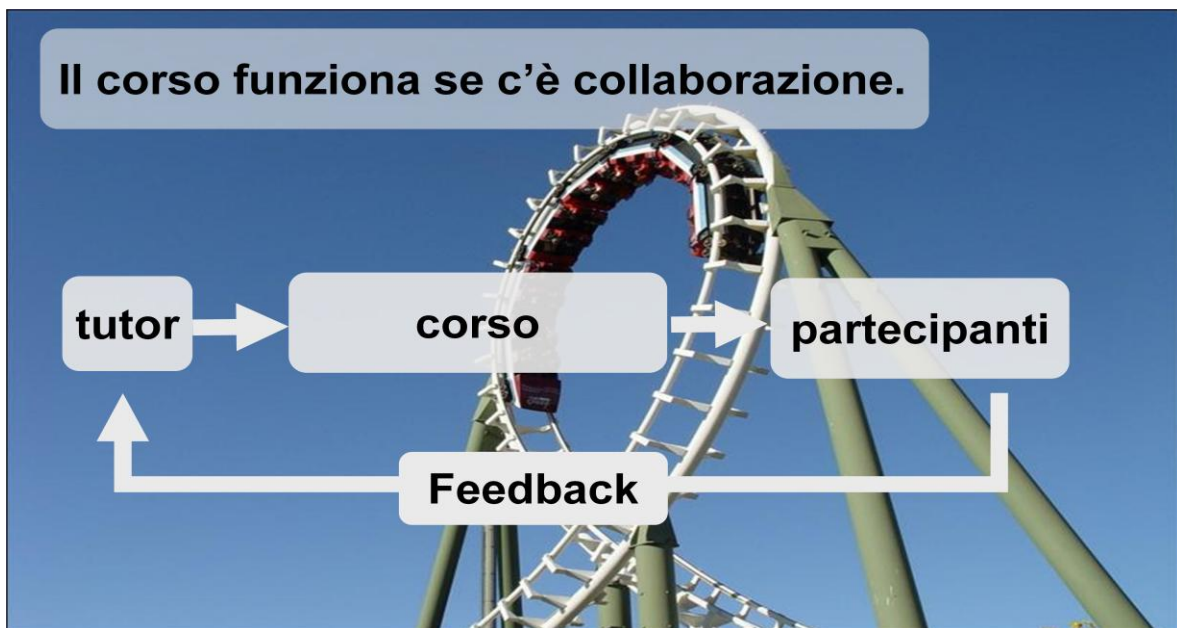 Il corso funziona se c'è collaborazione.
tutor
corso
partecipanti
Feedback